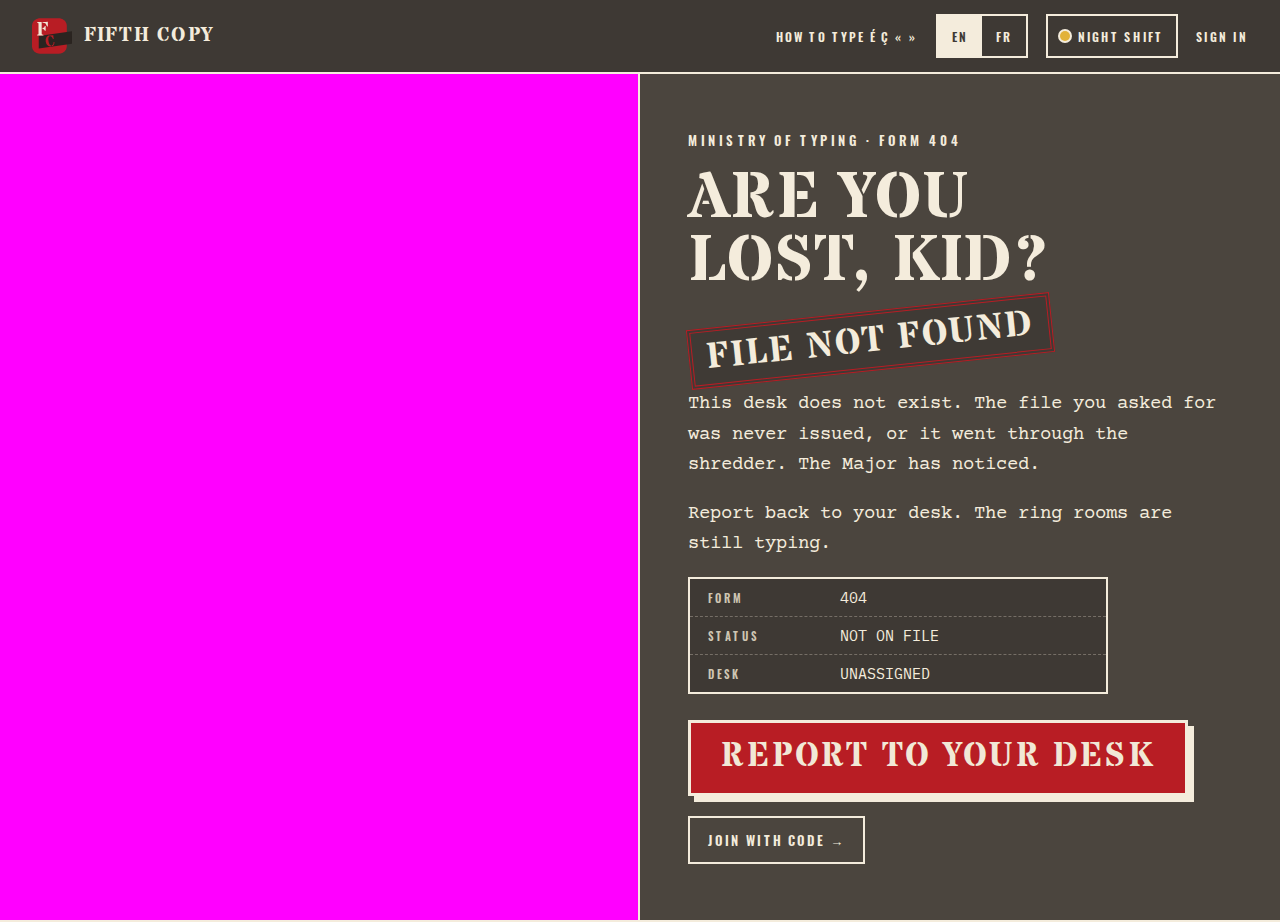 F
C
FIFTH COPY
HOW TO TYPE É Ç « »
EN
FR
NIGHT SHIFT
SIGN IN
MINISTRY OF TYPING · FORM 404
ARE YOU
LOST, KID?
FILE NOT FOUND
This desk does not exist. The file you asked for
was never issued, or it went through the
shredder. The Major has noticed.
Report back to your desk. The ring rooms are
still typing.
FORM 404
STATUS NOT ON FILE
DESK UNASSIGNED
REPORT TO YOUR DESK
JOIN WITH CODE →